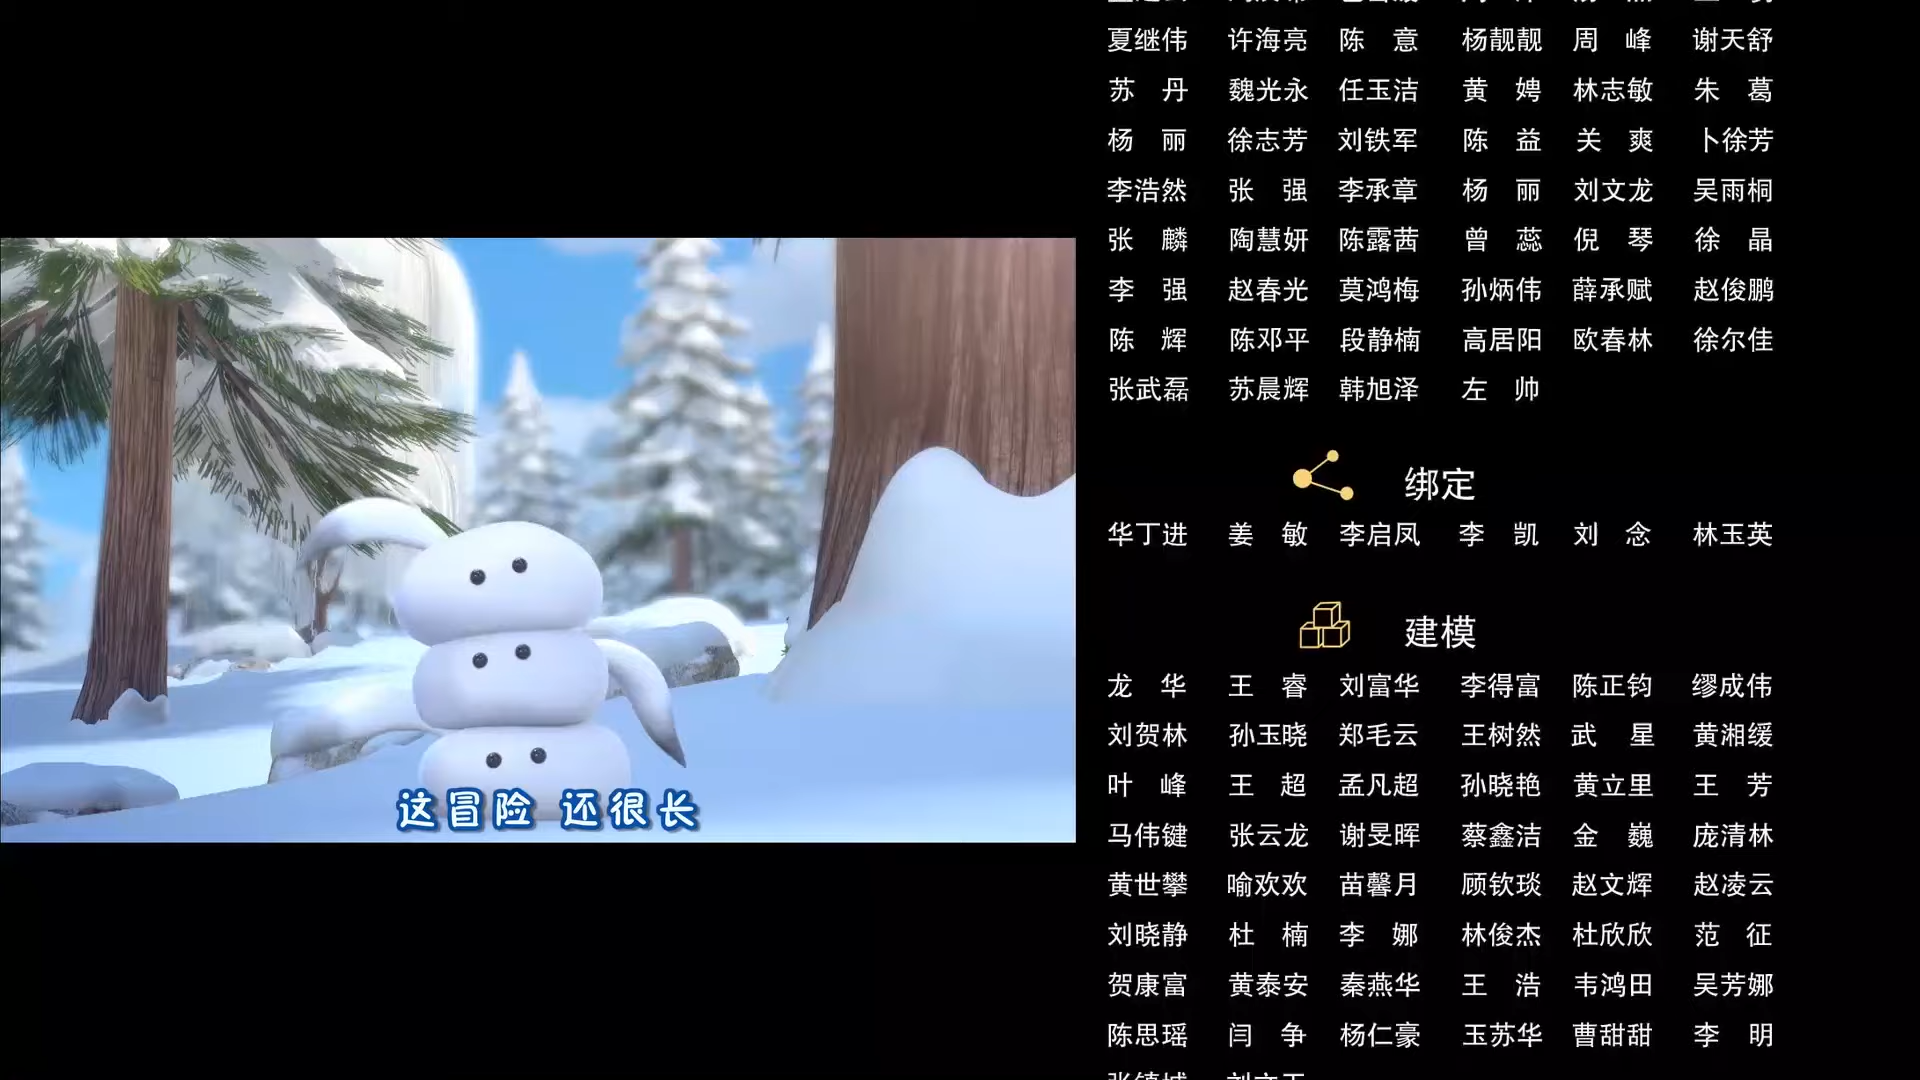 夏继伟 许海亮 陈 意 杨靓靓 周 峰 谢天舒
苏 丹 魏光永 任玉洁 黄 娉 林志敏 朱 葛
杨 丽 徐志芳 刘铁军 陈 益 关 爽 卜徐芳
李浩然 张 强 李承章 杨 丽 刘文龙 吴雨桐
张 麟 陶慧妍 陈露茜 曾 蕊 倪 琴 徐 晶
李 强 赵春光 莫鸿梅 孙炳伟 薛承赋 赵俊鹏
陈 辉 陈邓平 段静楠 高居阳 欧春林 徐尔佳
张武磊 苏晨辉 韩旭泽 左 帅
绑定
华丁进 姜 敏 李启凤 李 凯 刘 念 林玉英
建模
龙 华 王 睿 刘富华 李得富 陈正钧 缪成伟
刘贺林 孙玉晓 郑毛云 王树然 武 星 黄湘缓
叶 峰 王 超 孟凡超 孙晓艳 黄立里 王 芳
马伟键 张云龙 谢旻晖 蔡鑫洁 金 巍 庞清林
黄世攀 喻欢欢 苗馨月 顾钦琰 赵文辉 赵凌云
刘晓静 杜 楠 李 娜 林俊杰 杜欣欣 范 征
贺康富 黄泰安 秦燕华 王 浩 韦鸿田 吴芳娜
陈思瑶 闫 争 杨仁豪 玉苏华 曹甜甜 李 明
这冒险 还很长